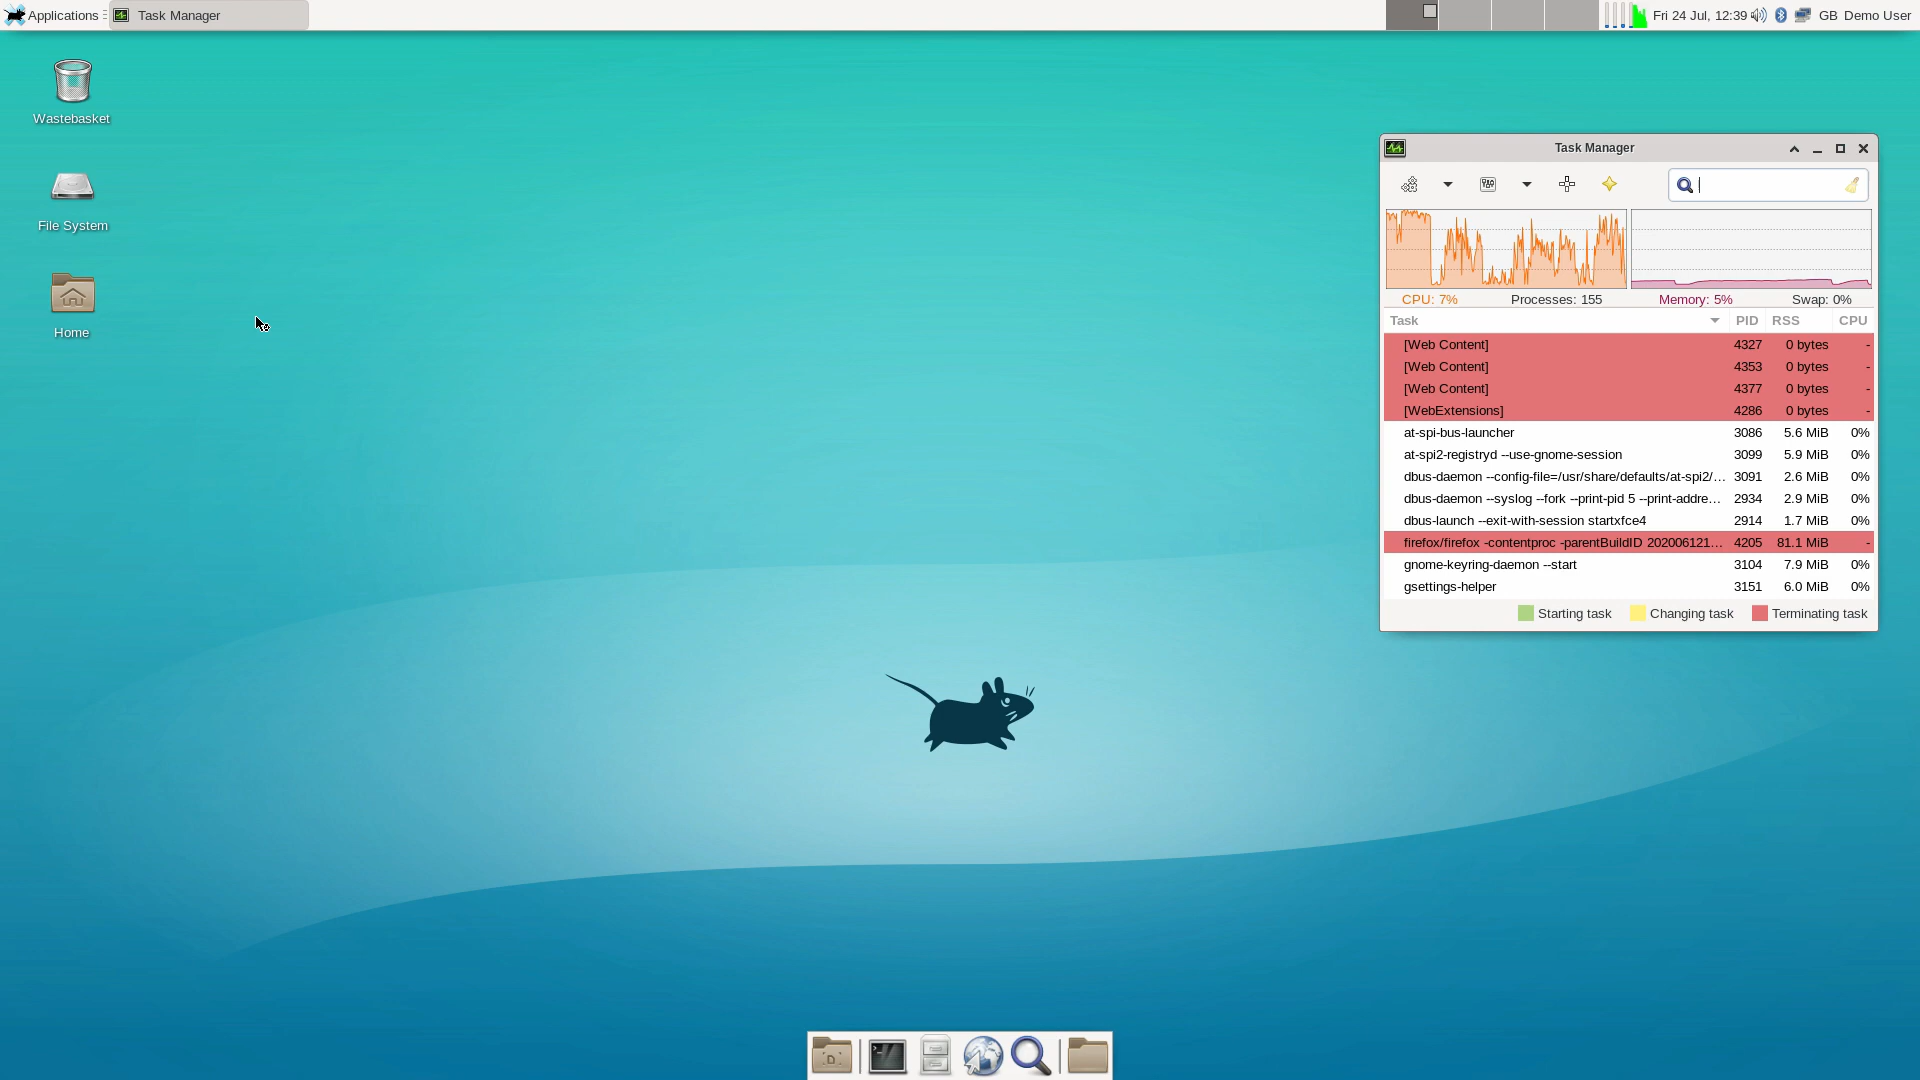 Applications
Task Manager
Fri 24 Jul, 12:39
GB
Demo User
Wastebasket
File System
Home
Task Manager
CPU: 7% Processes: 155 Memory: 5% Swap: 0%
Task PID RSS CPU
[Web Content] 4327 0 bytes -
[Web Content] 4353 0 bytes -
[Web Content] 4377 0 bytes -
[WebExtensions] 4286 0 bytes -
at-spi-bus-launcher 3086 5.6 MiB 0%
at-spi2-registryd --use-gnome-session 3099 5.9 MiB 0%
dbus-daemon --config-file=/usr/share/defaults/at-spi2/... 3091 2.6 MiB 0%
dbus-daemon --syslog --fork --print-pid 5 --print-addre... 2934 2.9 MiB 0%
dbus-launch --exit-with-session startxfce4 2914 1.7 MiB 0%
firefox/firefox -contentproc -parentBuildID 202006121... 4205 81.1 MiB -
gnome-keyring-daemon --start 3104 7.9 MiB 0%
gsettings-helper 3151 6.0 MiB 0%
Starting task Changing task Terminating task